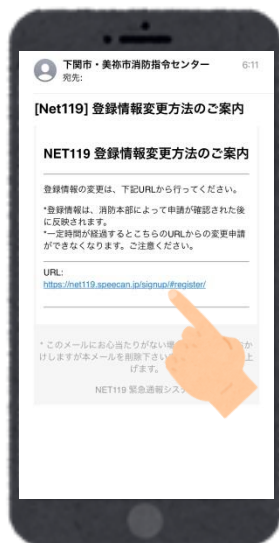 下関市・美祢市消防指令センター 6:11
宛先:
[Net119] 登録情報変更方法のご案内
NET119 登録情報変更方法のご案内
登録情報の変更は、下記URLから行ってください。
*登録情報は、消防本部によって申請が確認された後
に反映されます。
*一定時間が経過するとこちらのURLからの変更申請
ができなくなります。ご注意ください。
URL:
https://net119.speecan.jp/signup/#register/
* このメールにお心当たりがない場
けしますが本メールを削除下さい
げます。
NET119 緊急通報シス